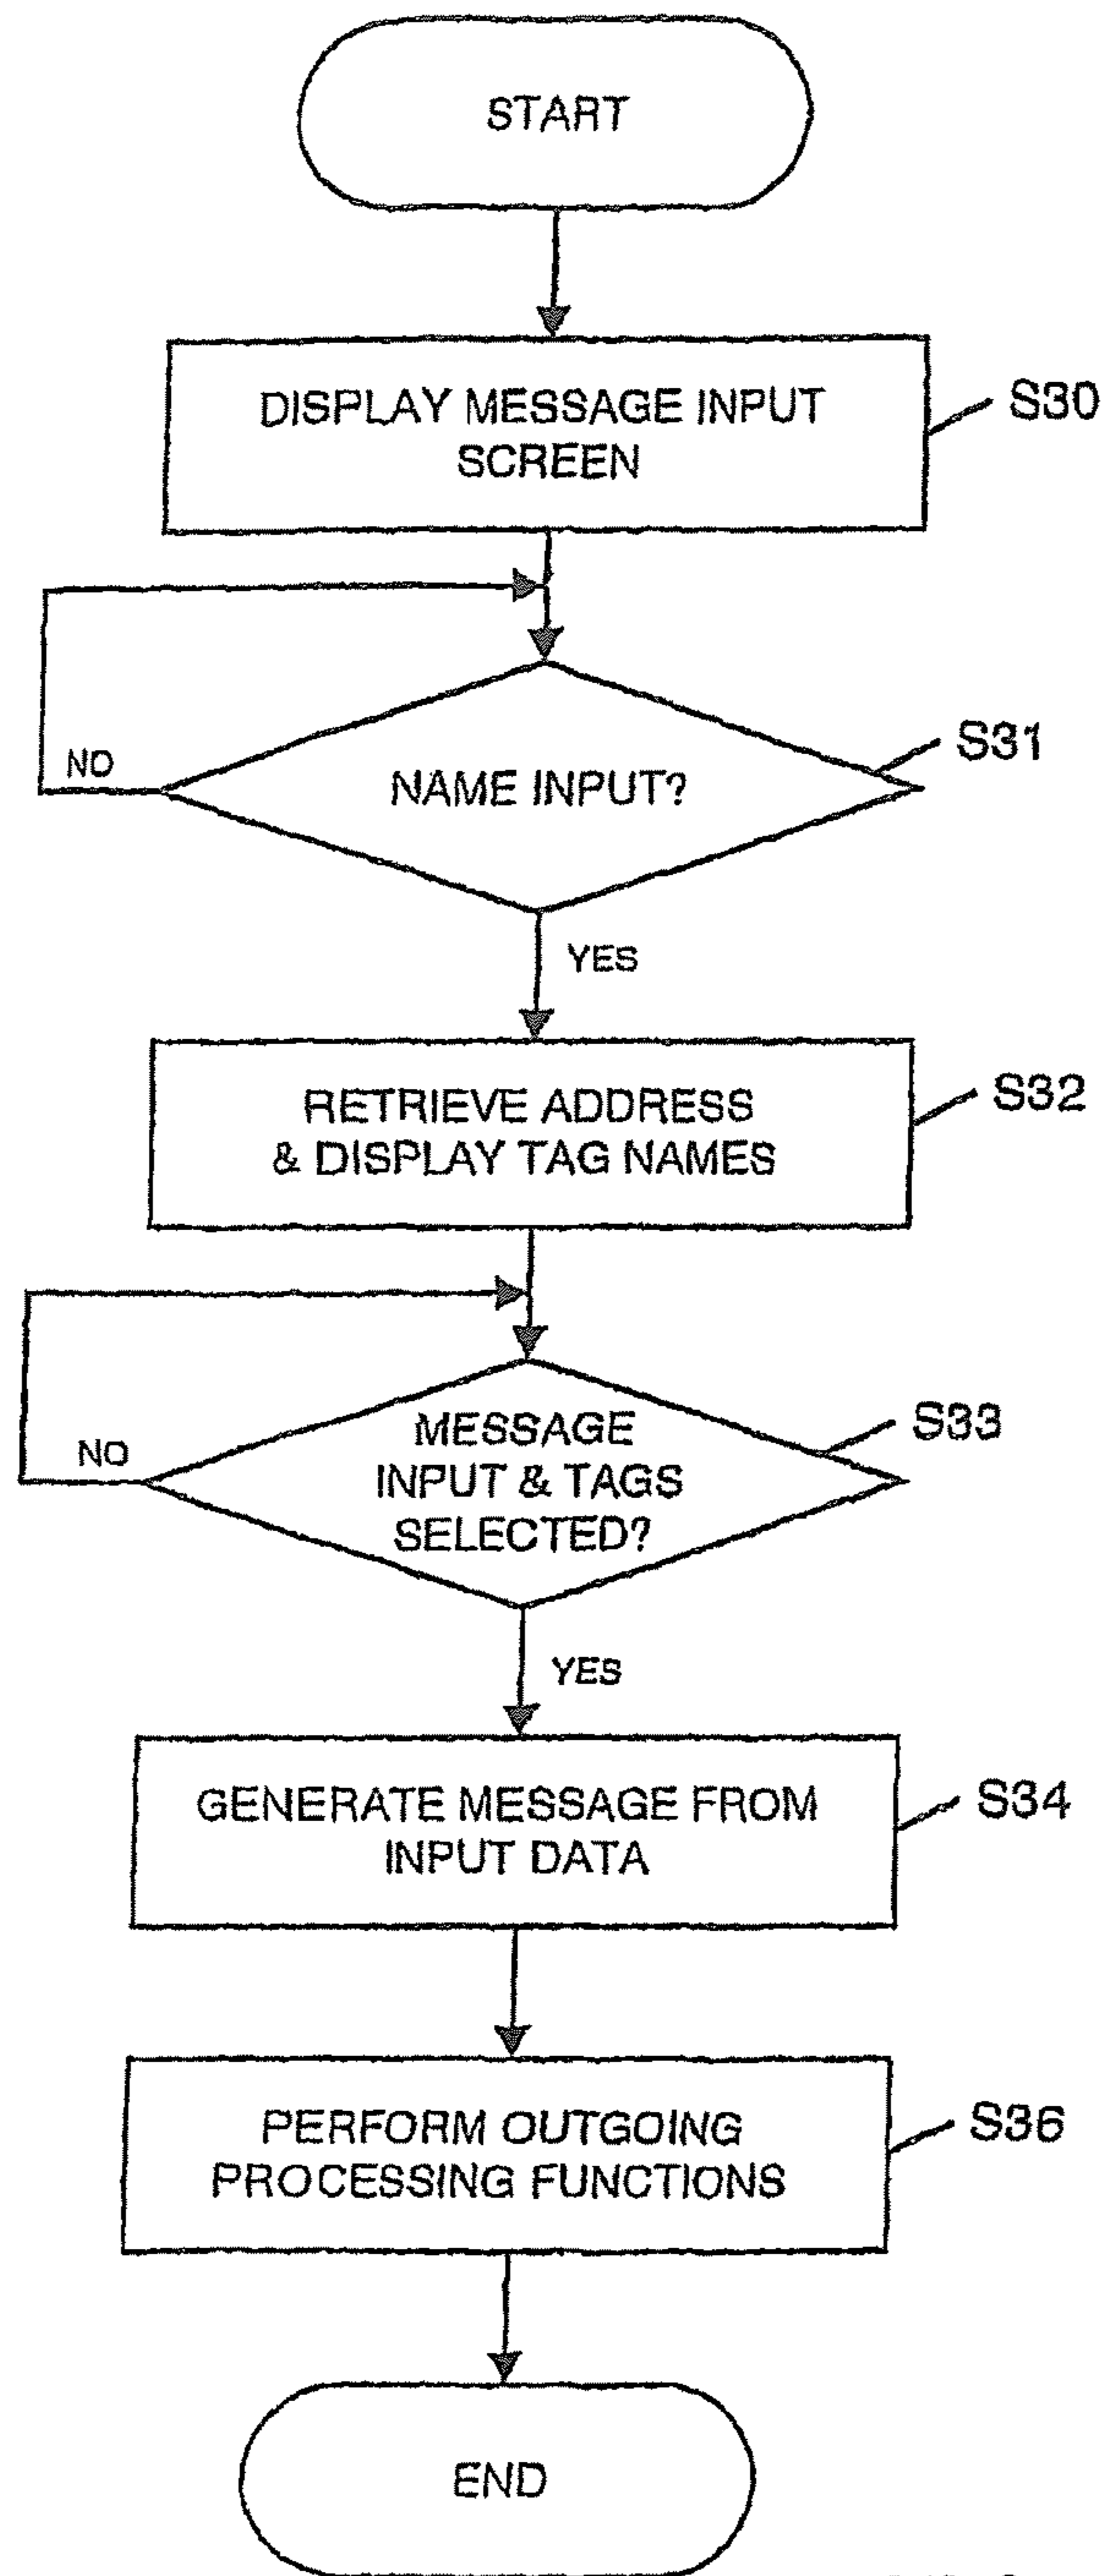 START
DISPLAY MESSAGE INPUT
SCREEN
S30
S31
NO
NAME INPUT?
YES
RETRIEVE ADDRESS
& DISPLAY TAG NAMES
S32
MESSAGE
INPUT & TAGS
SELECTED?
S33
NO
YES
GENERATE MESSAGE FROM
INPUT DATA
S34
PERFORM OUTGOING
PROCESSING FUNCTIONS
S36
END